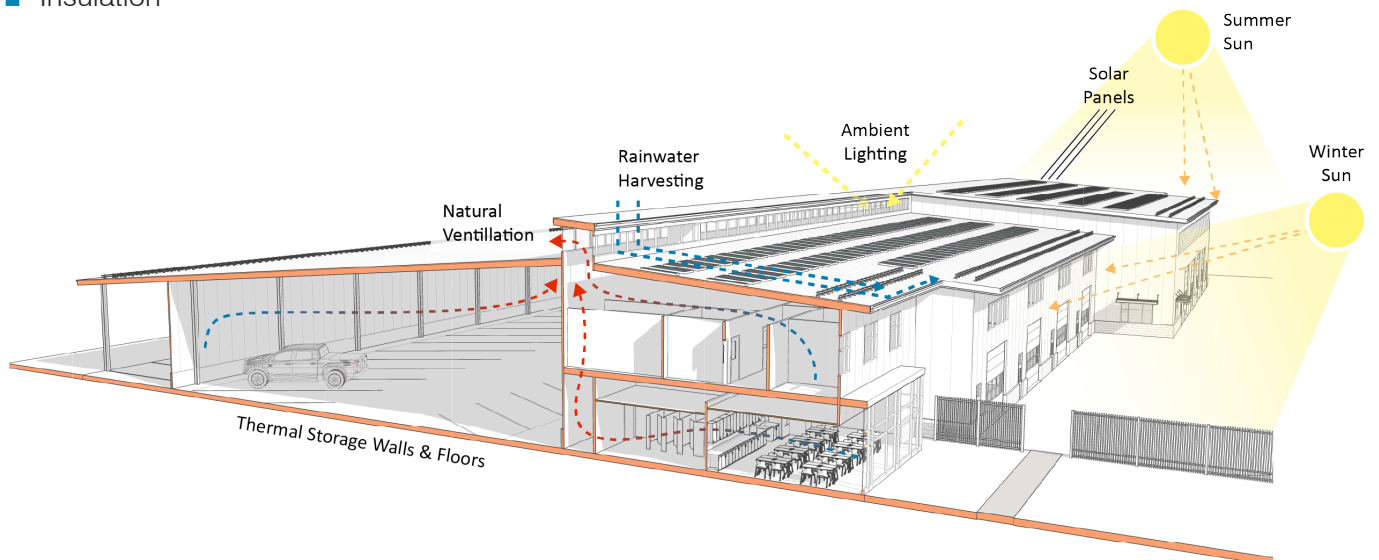 Insulation
Summer
Sun
Solar
Panels
Ambient
Lighting
Winter
Sun
Rainwater
Harvesting
Natural
Ventillation
Thermal Storage Walls & Floors